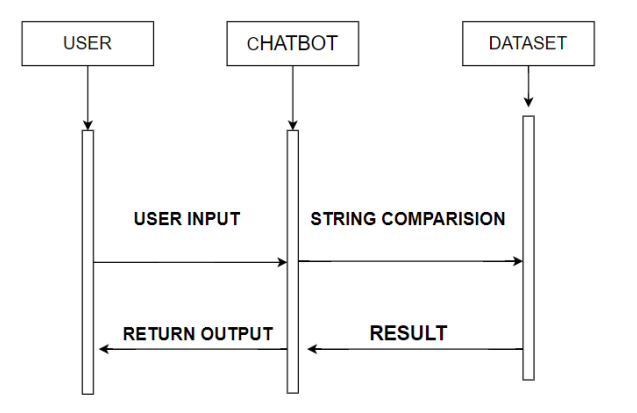 USER
CHATBOT
DATASET
USER INPUT
STRING COMPARISION
RETURN OUTPUT
RESULT